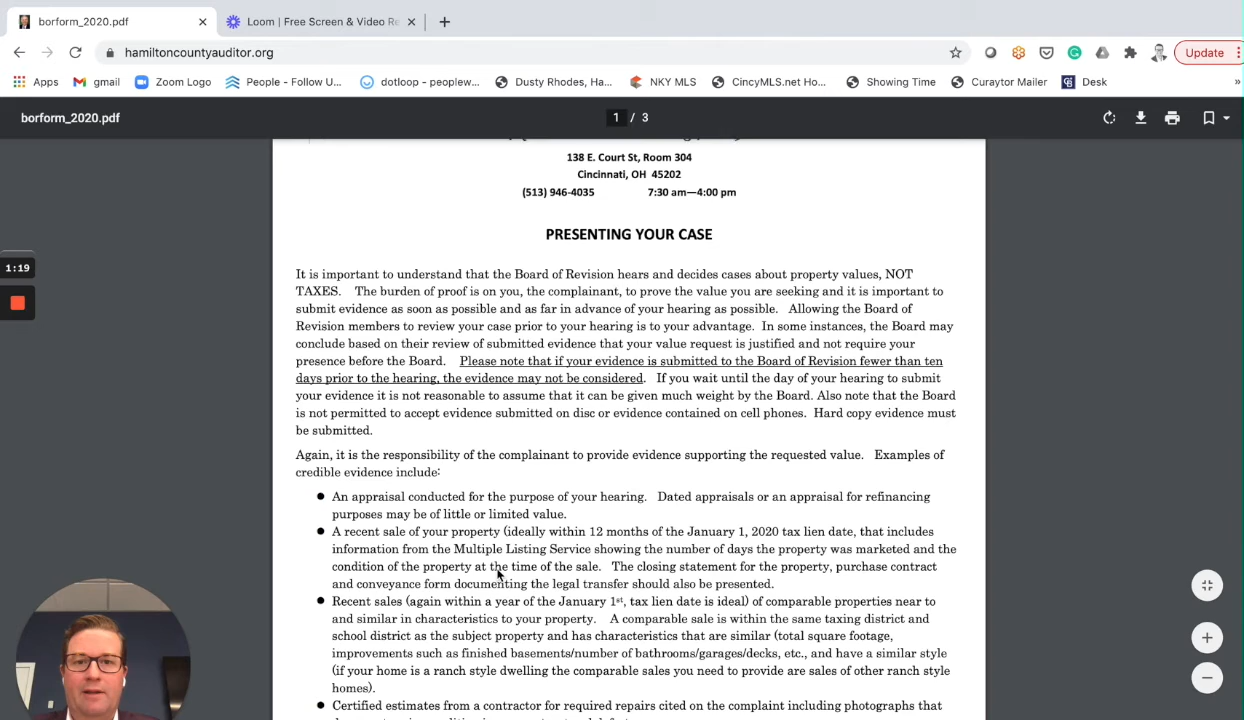 borform_2020.pdf
Loom | Free Screen & Video Re
hamiltoncountyauditor.org
Update
Apps
gmail
Zoom Logo
People - Follow U...
dotloop - peoplew...
Dusty Rhodes, Ha...
NKY MLS
CincyMLS.net Ho...
Showing Time
Curaytor Mailer
Desk
»
borform_2020.pdf
1 / 3
138 E. Court St, Room 304
Cincinnati, OH 45202
(513) 946-4035 7:30 am—4:00 pm
PRESENTING YOUR CASE
1:19
It is important to understand that the Board of Revision hears and decides cases about property values, NOT
TAXES. The burden of proof is on you, the complainant, to prove the value you are seeking and it is important to
submit evidence as soon as possible and as far in advance of your hearing as possible. Allowing the Board of
Revision members to review your case prior to your hearing is to your advantage. In some instances, the Board may
conclude based on their review of submitted evidence that your value request is justified and not require your
presence before the Board. Please note that if your evidence is submitted to the Board of Revision fewer than ten
days prior to the hearing, the evidence may not be considered. If you wait until the day of your hearing to submit
your evidence it is not reasonable to assume that it can be given much weight by the Board. Also note that the Board
is not permitted to accept evidence submitted on disc or evidence contained on cell phones. Hard copy evidence must
be submitted.
Again, it is the responsibility of the complainant to provide evidence supporting the requested value. Examples of
credible evidence include:
● An appraisal conducted for the purpose of your hearing. Dated appraisals or an appraisal for refinancing
purposes may be of little or limited value.
● A recent sale of your property (ideally within 12 months of the January 1, 2020 tax lien date, that includes
information from the Multiple Listing Service showing the number of days the property was marketed and the
condition of the property at the time of the sale. The closing statement for the property, purchase contract
and conveyance form documenting the legal transfer should also be presented.
● Recent sales (again within a year of the January 1st, tax lien date is ideal) of comparable properties near to
and similar in characteristics to your property. A comparable sale is within the same taxing district and
school district as the subject property and has characteristics that are similar (total square footage,
improvements such as finished basements/number of bathrooms/garages/decks, etc., and have a similar style
(if your home is a ranch style dwelling the comparable sales you need to provide are sales of other ranch style
homes).
● Certified estimates from a contractor for required repairs cited on the complaint including photographs that